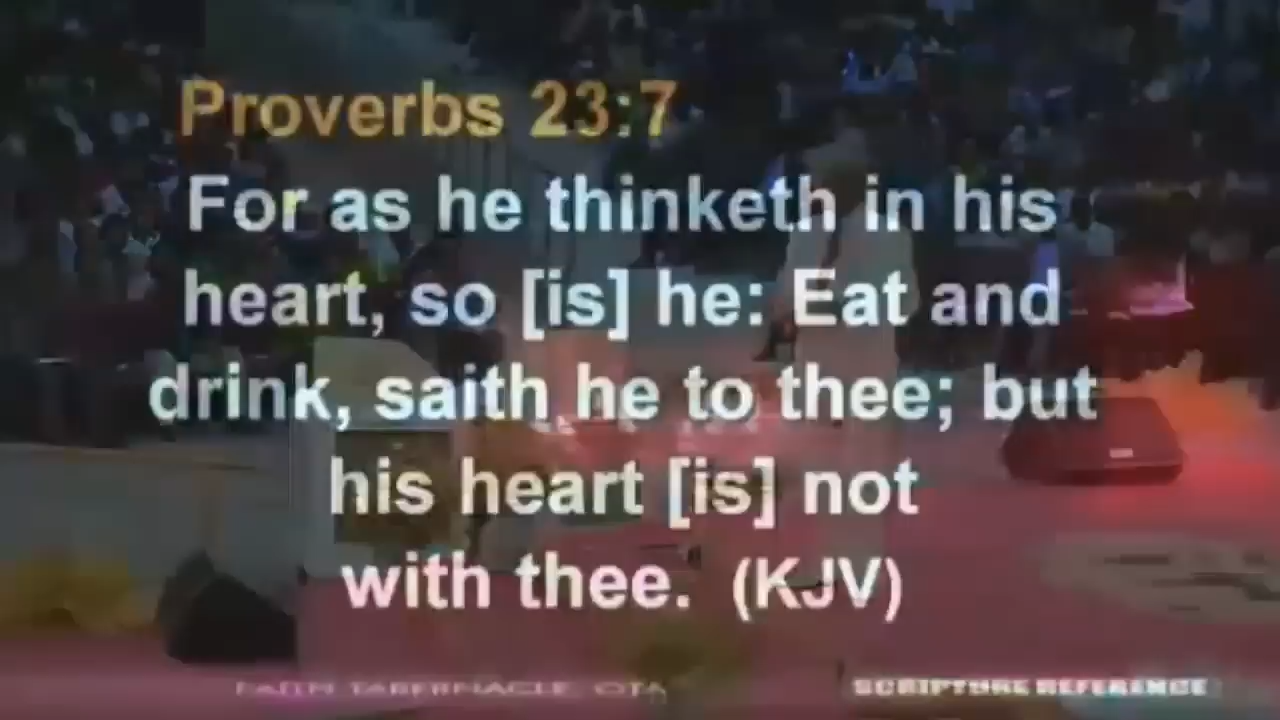 Proverbs 23:7
For as he thinketh in his
heart, so [is] he: Eat and
drink, saith he to thee; but
his heart [is] not
with thee. (KJV)
FAITH TABERNACLE, OTA
SCRIPTURE REFERENCE